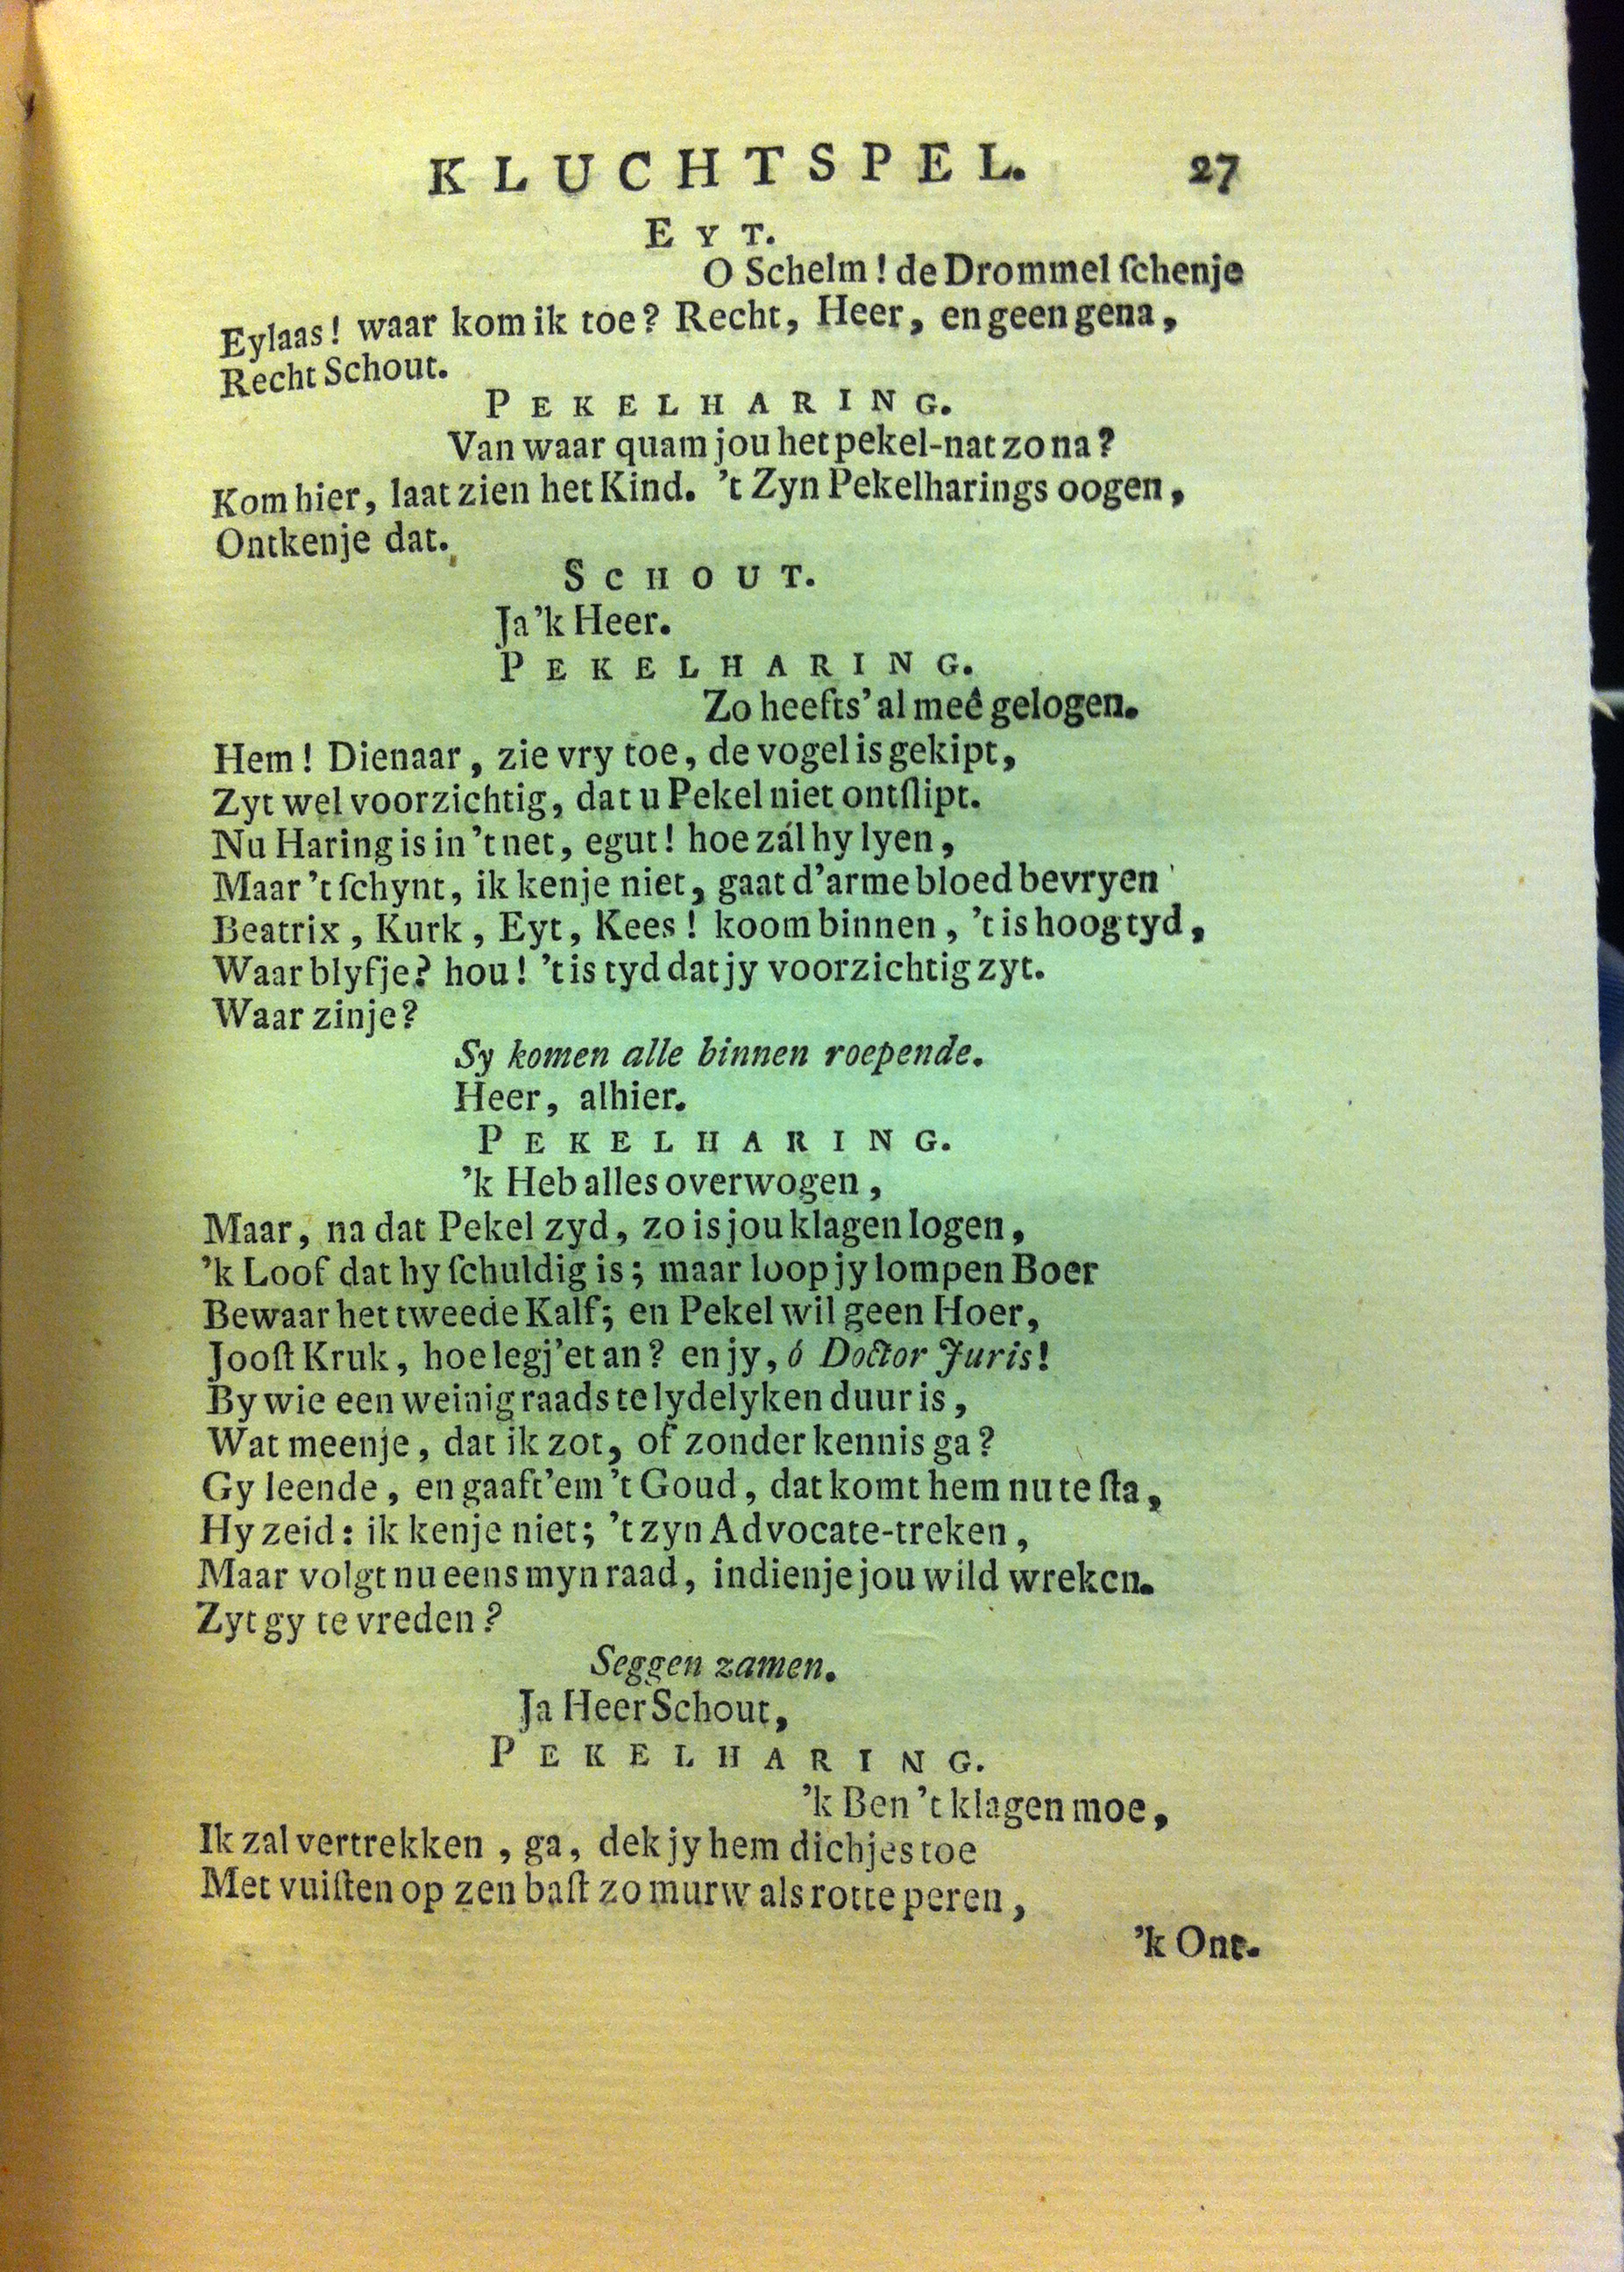 KLUCHTSPEL. 27
EYT.
O Schelm! de Drommel ſchenje
Eylaas! waar kom ik toe? Recht, Heer, en geen gena,
Recht Schout.
PEKELHARING.
Van waar quam jou het pekel-nat zo na?
Kom hier, laat zien het Kind. 't Zyn Pekelharings oogen,
Ontkenje dat.
SCHOUT.
Ja 'k Heer.
PEKELHARING.
Zo heefts' al meê gelogen.
Hem! Dienaar, zie vry toe, de vogel is gekipt,
Zyt wel voorzichtig, dat u Pekel niet ontſlipt.
Nu Haring is in 't net, egut! hoe zál hy lyen,
Maar 't ſchynt, ik kenje niet, gaat d'arme bloed bevryen
Beatrix, Kurk, Eyt, Kees! koom binnen, 't is hoog tyd,
Waar blyfje? hou! 't is tyd dat jy voorzichtig zyt.
Waar zinje?
Sy komen alle binnen roepende.
Heer, alhier.
PEKELHARING.
'k Heb alles overwogen,
Maar, na dat Pekel zyd, zo is jou klagen logen,
'k Loof dat hy ſchuldig is; maar loop jy lompen Boer
Bewaar het tweede Kalf; en Pekel wil geen Hoer,
Jooſt Kruk, hoe legj'et an? en jy, ó Doctor Juris!
By wie een weinig raads te lydelyken duur is,
Wat meenje, dat ik zot, of zonder kennis ga?
Gy leende, en gaaft'em 't Goud, dat komt hem nu te ſta,
Hy zeid: ik kenje niet; 't zyn Advocate-treken,
Maar volgt nu eens myn raad, indienje jou wild wreken.
Zyt gy te vreden?
Seggen zamen.
Ja Heer Schout,
PEKELHARING.
'k Ben 't klagen moe,
Ik zal vertrekken, ga, dek jy hem dichjes toe
Met vuiſten op zen baſt zo murw als rotte peren,
'k Ont-